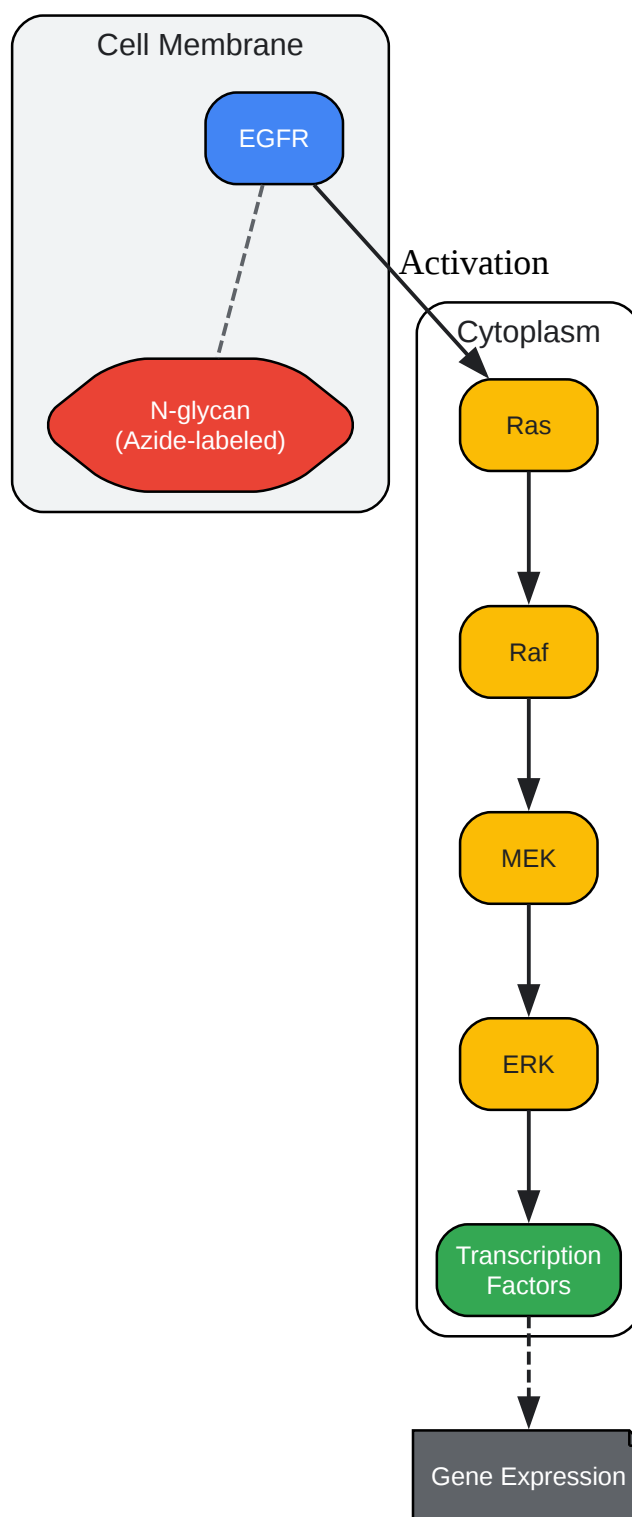 Cell Membrane
EGFR
Activation
N-glycan
(Azide-labeled)
Cytoplasm
Ras
Raf
MEK
ERK
Transcription
Factors
Gene Expression